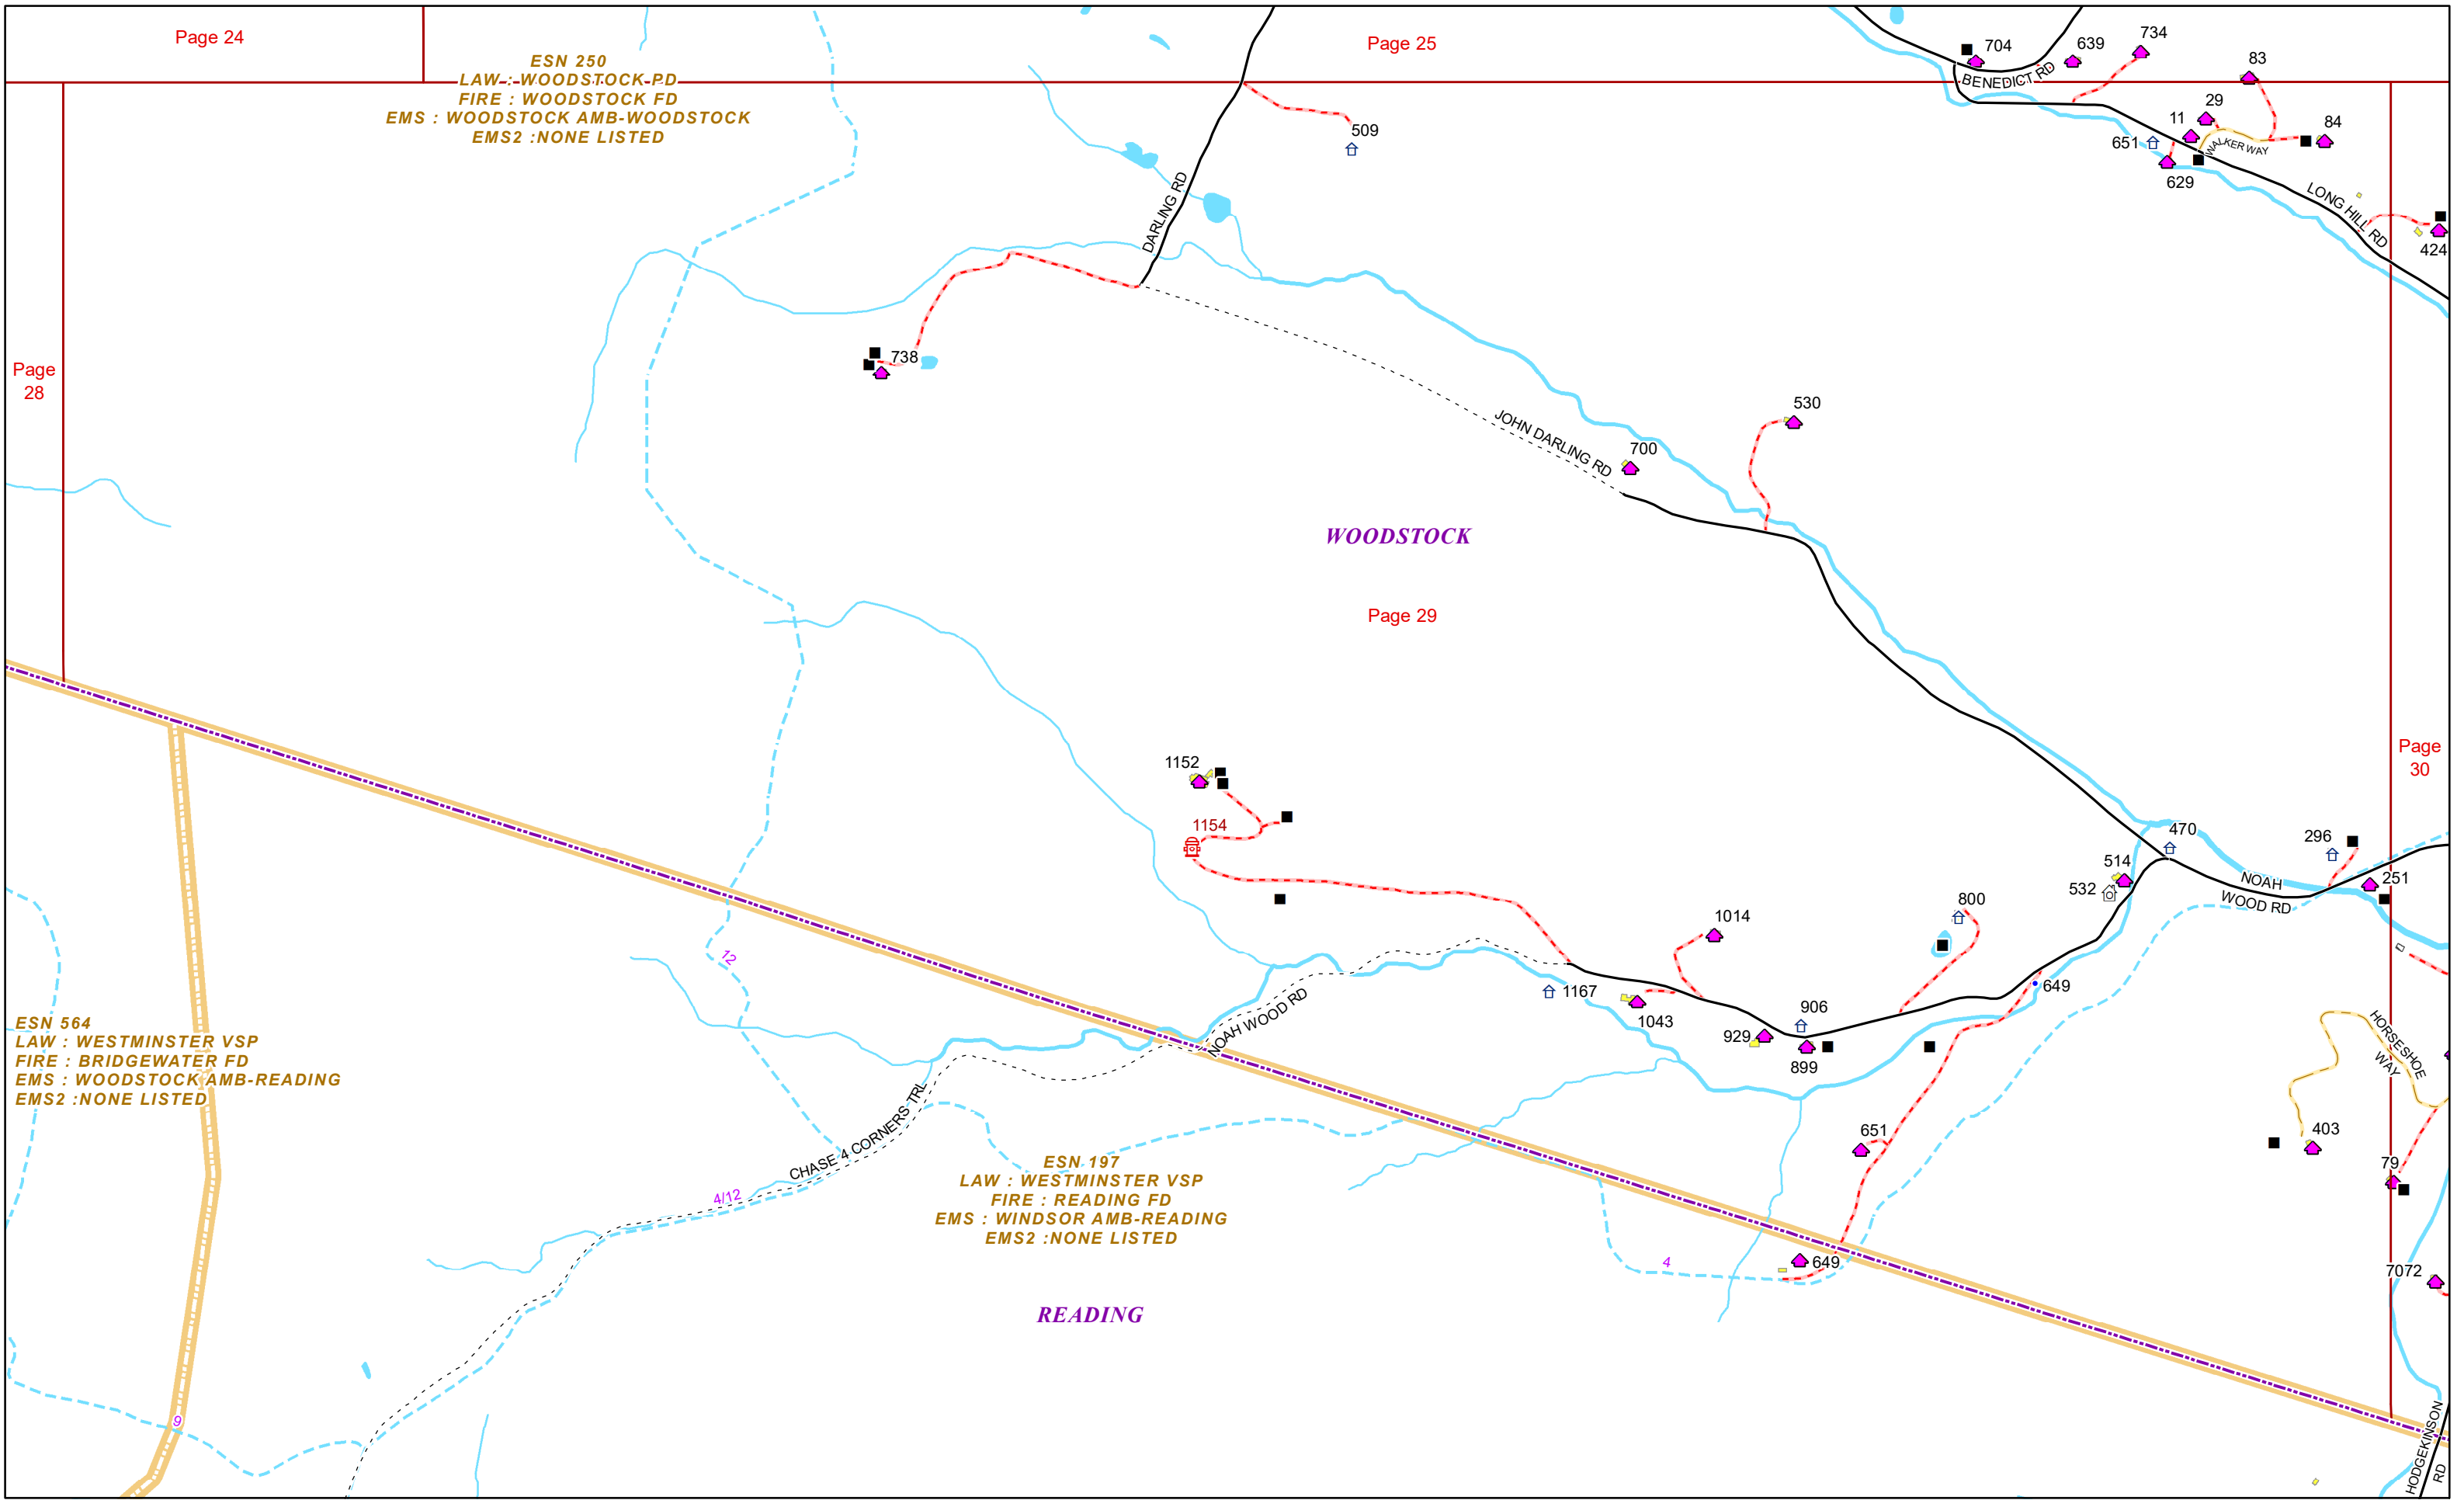 Page 24
Page 25
ESN 250
LAW : WOODSTOCK PD
FIRE : WOODSTOCK FD
EMS : WOODSTOCK AMB-WOODSTOCK
EMS2 :NONE LISTED
704
639
734
83
BENEDICT RD
29
11
84
651
WALKER WAY
629
LONG HILL RD
424
509
DARLING RD
Page
28
738
530
JOHN DARLING RD
700
WOODSTOCK
Page 29
Page
30
1152
1154
470
296
514
532
251
NOAH
WOOD RD
800
1014
12
1167
649
906
1043
929
899
NOAH WOOD RD
HORSESHOE
WAY
ESN 564
LAW : WESTMINSTER VSP
FIRE : BRIDGEWATER FD
EMS : WOODSTOCK AMB-READING
EMS2 :NONE LISTED
CHASE 4 CORNERS TRL
651
403
79
4/12
ESN 197
LAW : WESTMINSTER VSP
FIRE : READING FD
EMS : WINDSOR AMB-READING
EMS2 :NONE LISTED
4
649
7072
READING
9
HODGEKINSON
RD